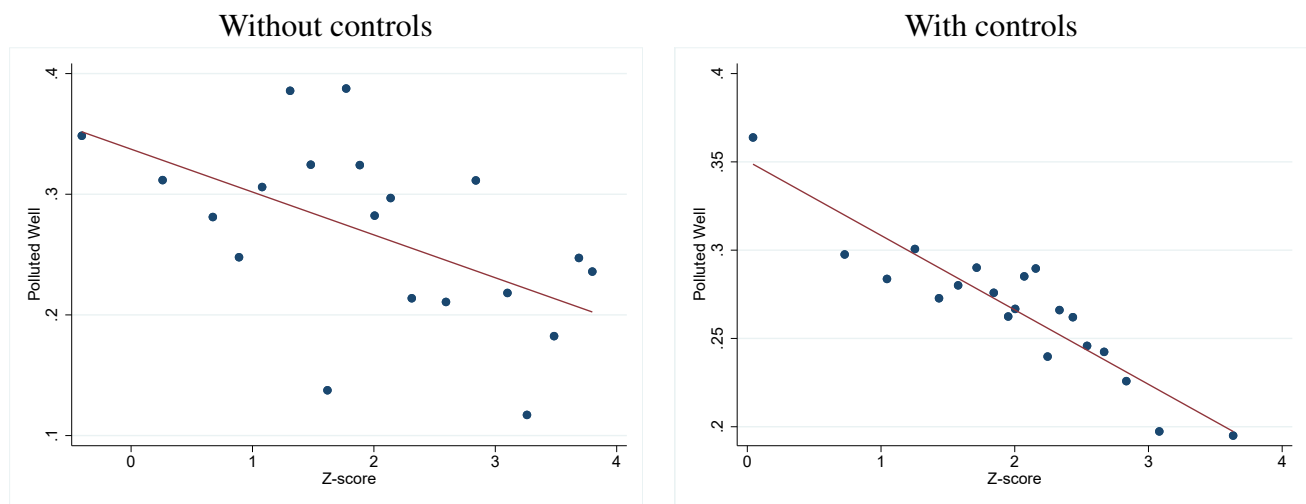 Without controls
.4
.3
.2
.1
Polluted Well
0 1 2 3 4
Z-score
With controls
.4
.35
.3
.25
.2
Polluted Well
0 1 2 3 4
Z-score